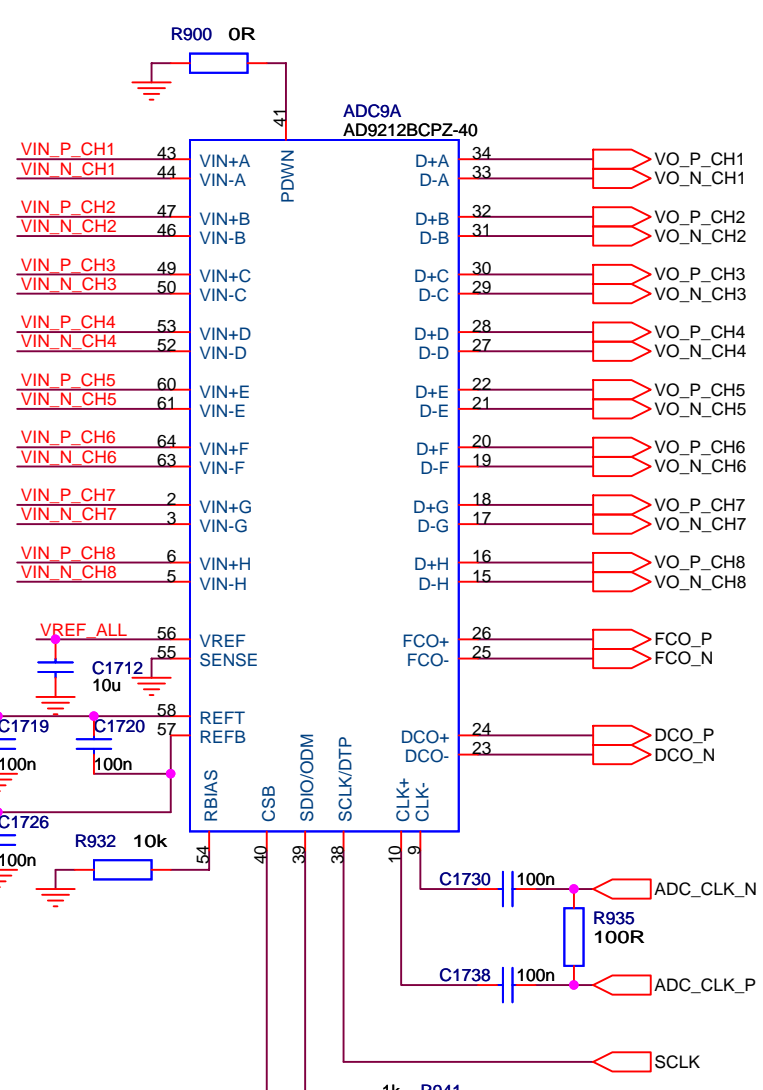 R900 0R
41
ADC9A
AD9212BCPZ-40
PDWN
VIN_P_CH1 43 VIN+A D+A 34 VO_P_CH1
VIN_N_CH1 44 VIN-A D-A 33 VO_N_CH1
VIN_P_CH2 47 VIN+B D+B 32 VO_P_CH2
VIN_N_CH2 46 VIN-B D-B 31 VO_N_CH2
VIN_P_CH3 49 VIN+C D+C 30 VO_P_CH3
VIN_N_CH3 50 VIN-C D-C 29 VO_N_CH3
VIN_P_CH4 53 VIN+D D+D 28 VO_P_CH4
VIN_N_CH4 52 VIN-D D-D 27 VO_N_CH4
VIN_P_CH5 60 VIN+E D+E 22 VO_P_CH5
VIN_N_CH5 61 VIN-E D-E 21 VO_N_CH5
VIN_P_CH6 64 VIN+F D+F 20 VO_P_CH6
VIN_N_CH6 63 VIN-F D-F 19 VO_N_CH6
VIN_P_CH7 2 VIN+G D+G 18 VO_P_CH7
VIN_N_CH7 3 VIN-G D-G 17 VO_N_CH7
VIN_P_CH8 6 VIN+H D+H 16 VO_P_CH8
VIN_N_CH8 5 VIN-H D-H 15 VO_N_CH8
VREF_ALL 56 VREF FCO+ 26 FCO_P
55 SENSE FCO- 25 FCO_N
C1712
10u
58 REFT
C1719 C1720 57 REFB DCO+ 24 DCO_P
DCO- 23 DCO_N
100n 100n
RBIAS CSB SDIO/ODM SCLK/DTP CLK+ CLK-
C1726
100n
R932 10k
54 40 39 38 10 9
C1730 100n ADC_CLK_N
R935
100R
C1738 100n ADC_CLK_P
SCLK
1k R941